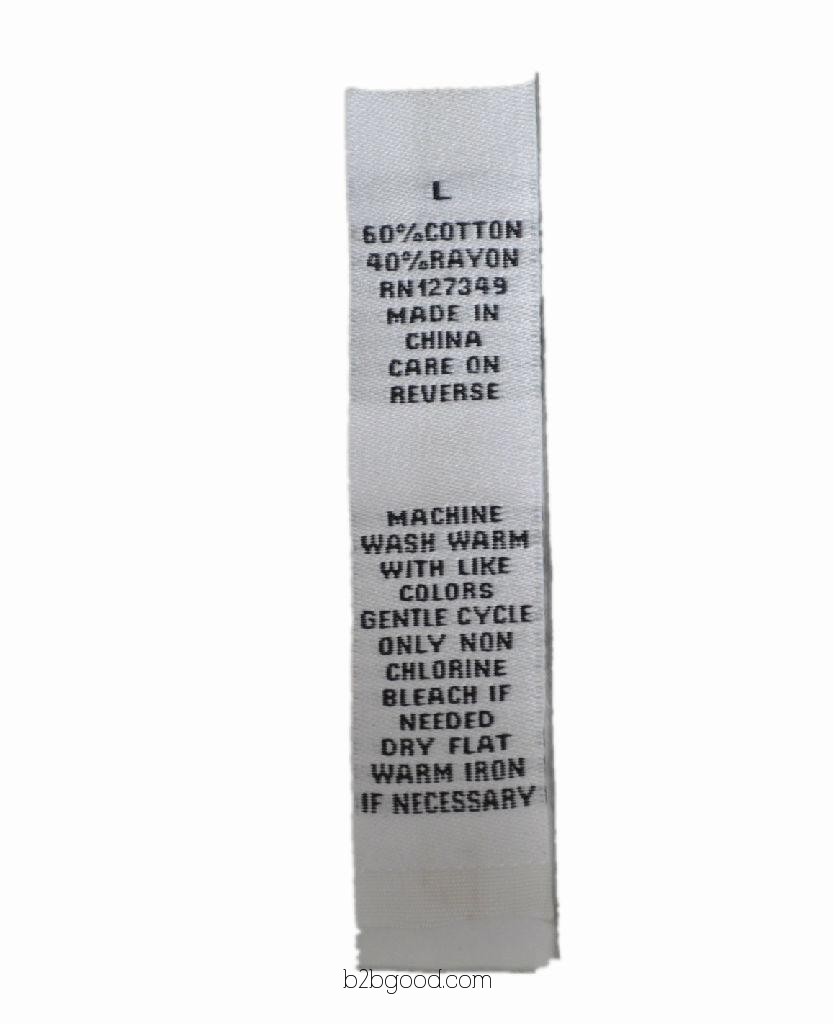 L
60%COTTON
40%RAYON
RN127349
MADE IN
CHINA
CARE ON
REVERSE
MACHINE
WASH WARM
WITH LIKE
COLORS
GENTLE CYCLE
ONLY NON
CHLORINE
BLEACH IF
NEEDED
DRY FLAT
WARM IRON
IF NECESSARY
b2bgood.com